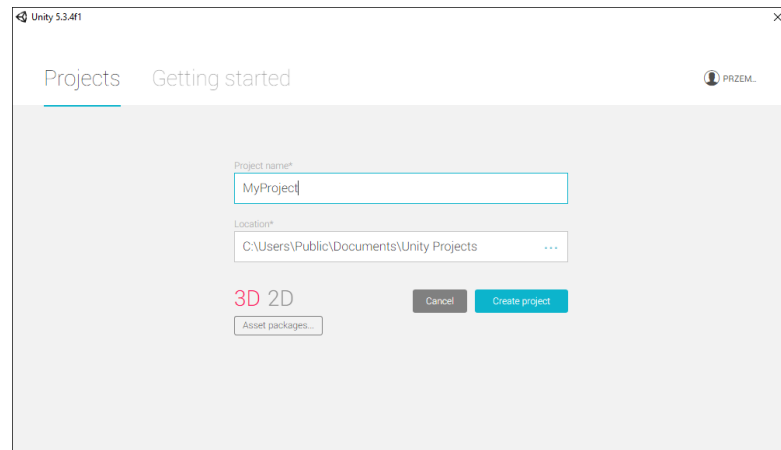 Unity 5.3.4f1
Projects Getting started
PRZEM...
Project name*
MyProject
Location*
C:\Users\Public\Documents\Unity Projects ...
3D 2D
Cancel Create project
Asset packages...